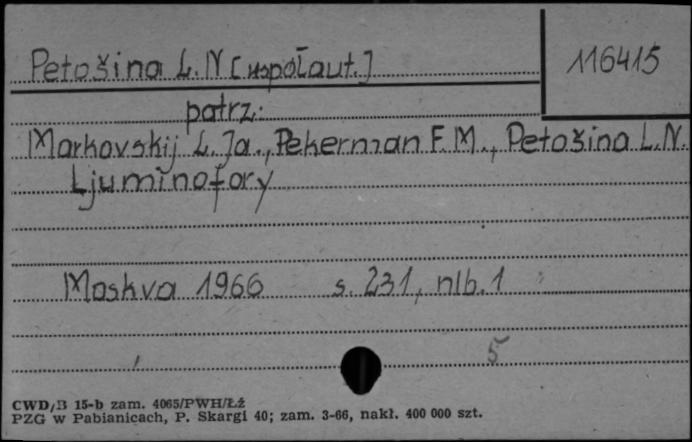 Petošina L. N [współaut.]
116415
patrz:
Markovskij L. Ja., Pekerman F. M., Petošina L. N.
Ljuminofory
Moskva 1966 s. 231, nlb. 1
5
CWD/B 15-b zam. 4065/PWH/Łź
PZG w Pabianicach, P. Skargi 40; zam. 3-66, nakł. 400 000 szt.